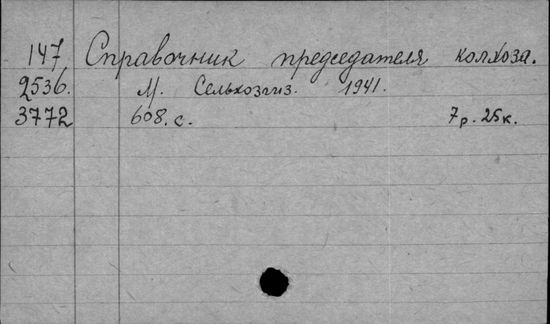 147. Справочник председателя колхоза.
2536. М. Сельхозгиз. 1941.
3772 608. с. 7р. 25к.